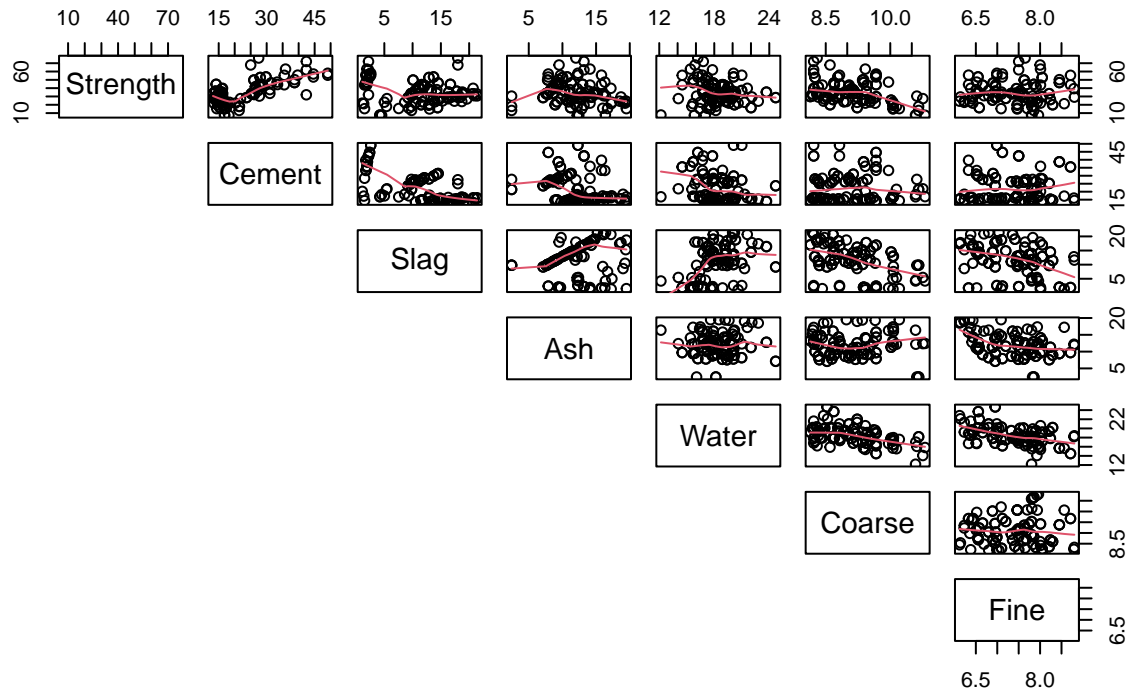 10 30 50 70 15 30 45 5 15 5 15 12 18 24 8.5 10.0 6.5 8.0
10 60 Strength 10 60
Cement 15 45
Slag 5 20
Ash 5 20
Water 12 22
Coarse 8.5
Fine 6.5
6.5 8.0